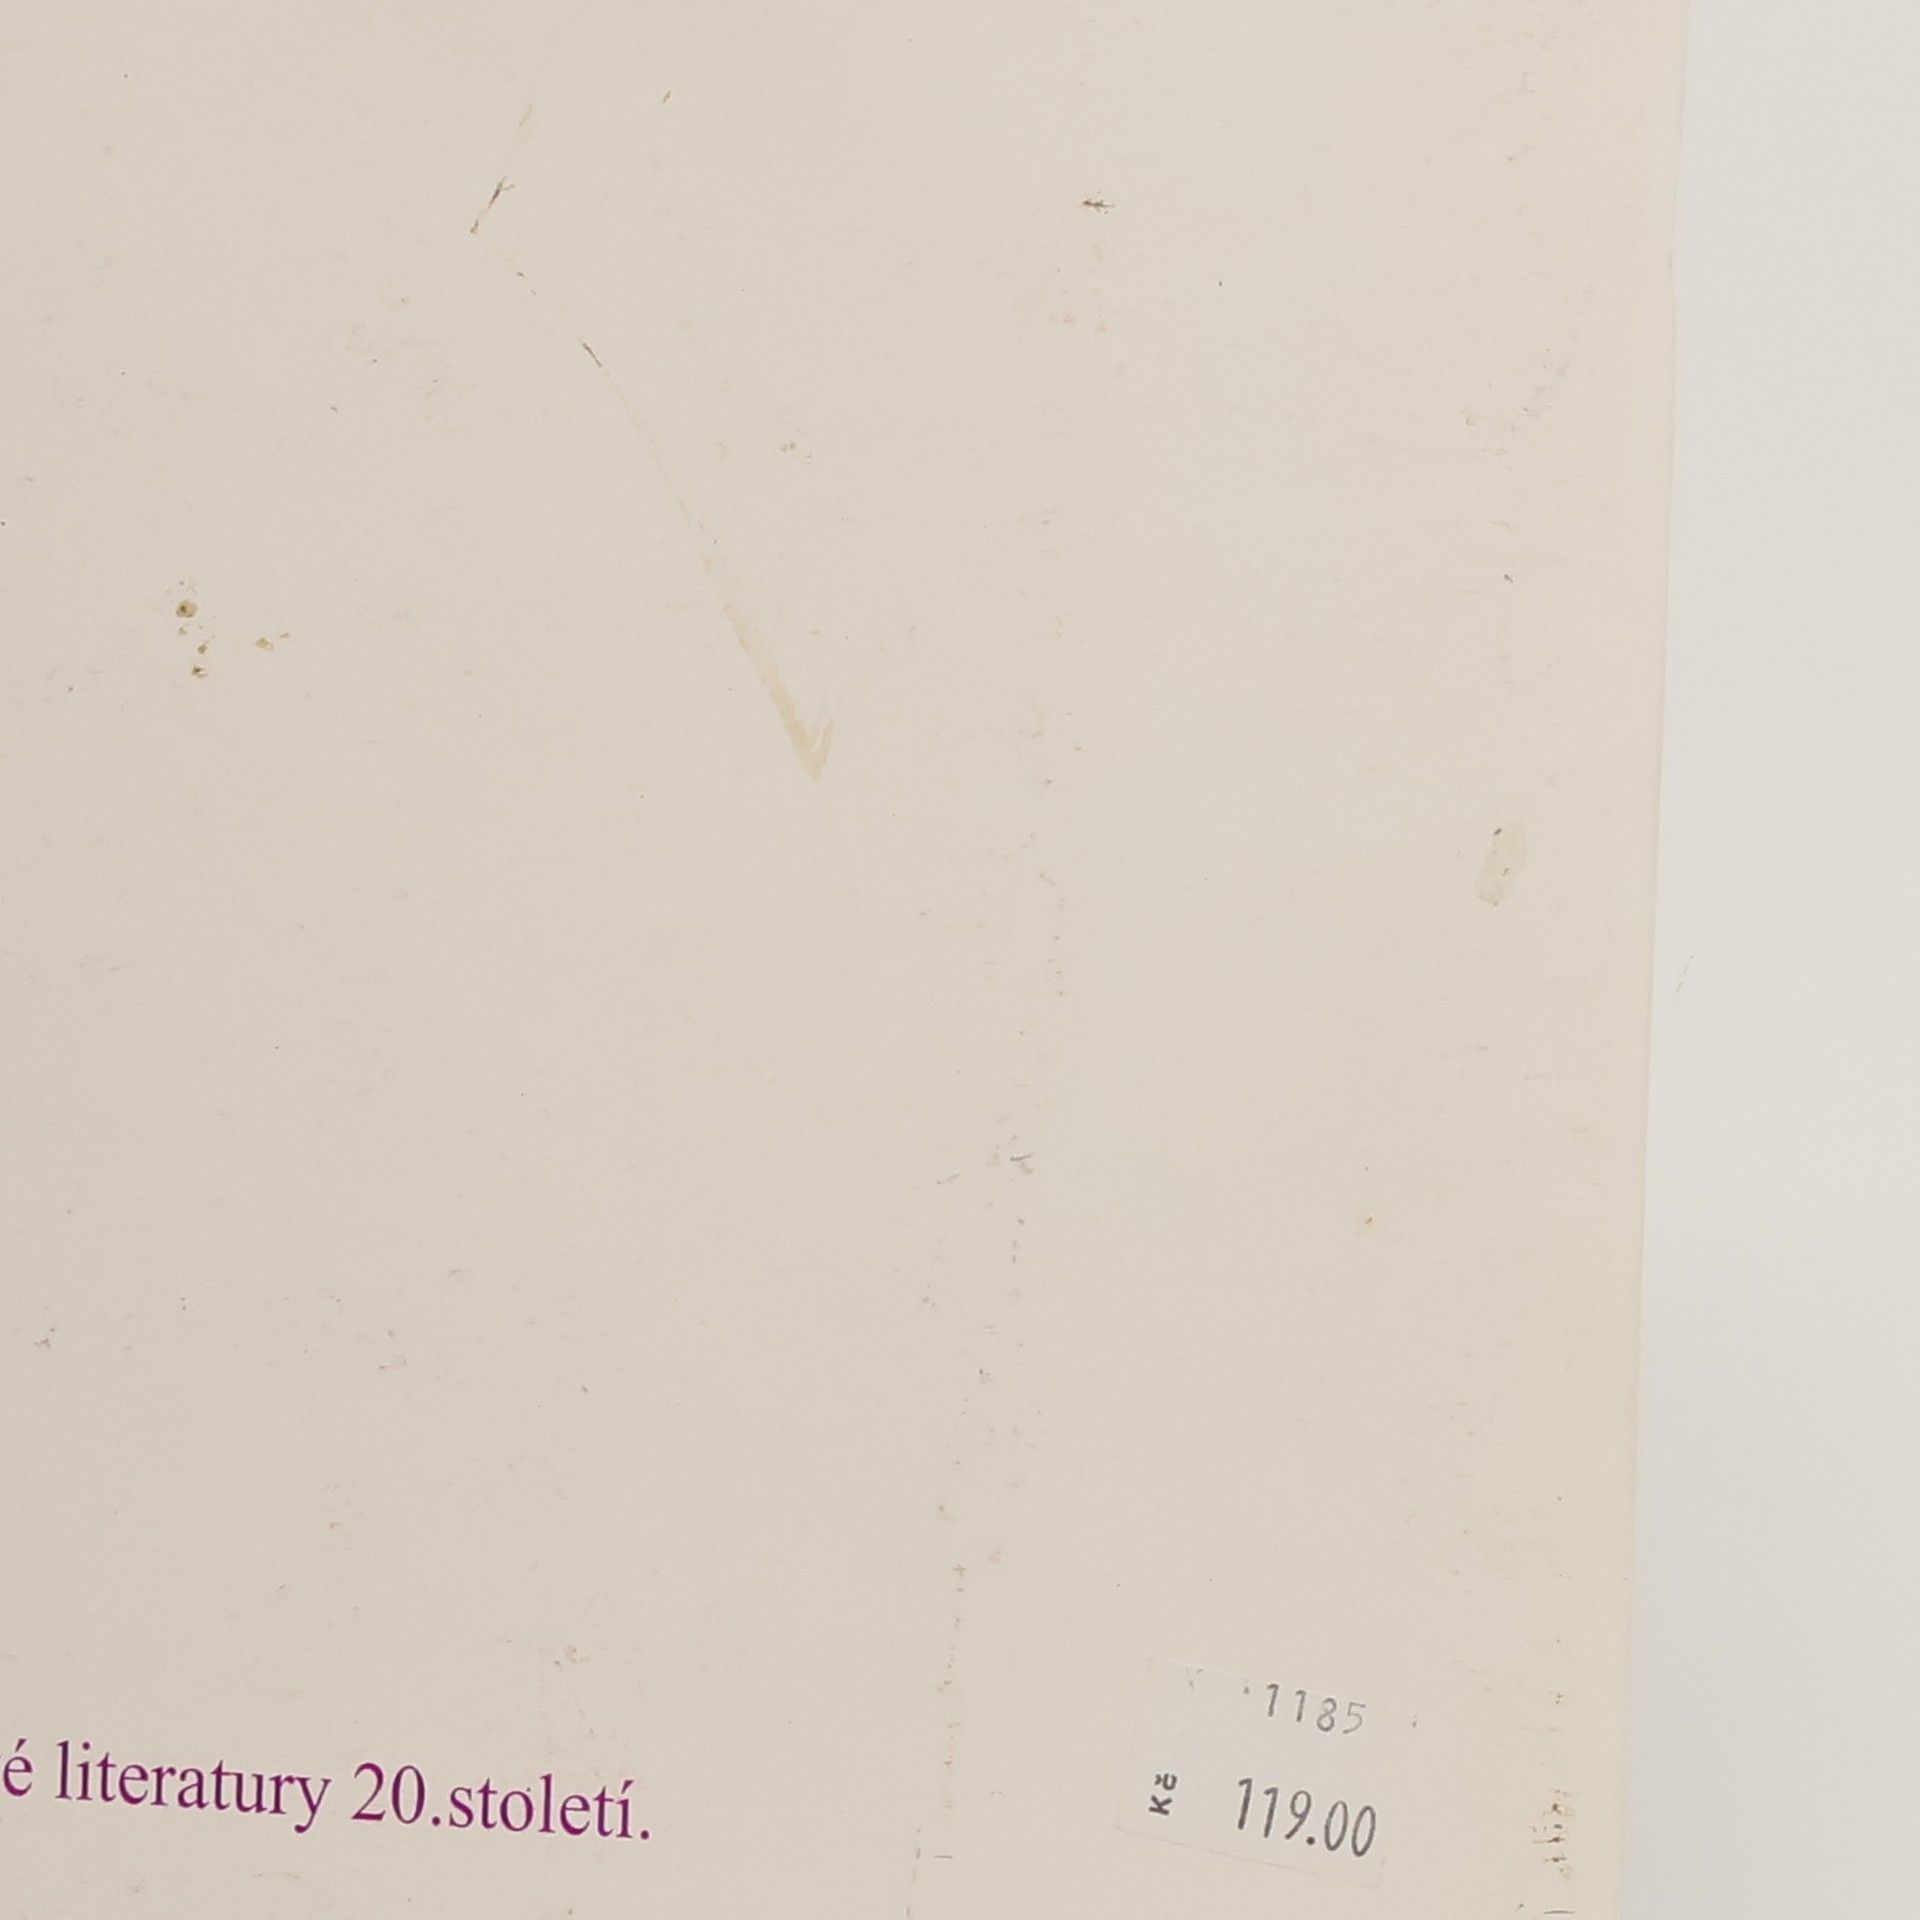 1185
Kč 119.00
é literatury 20.století.